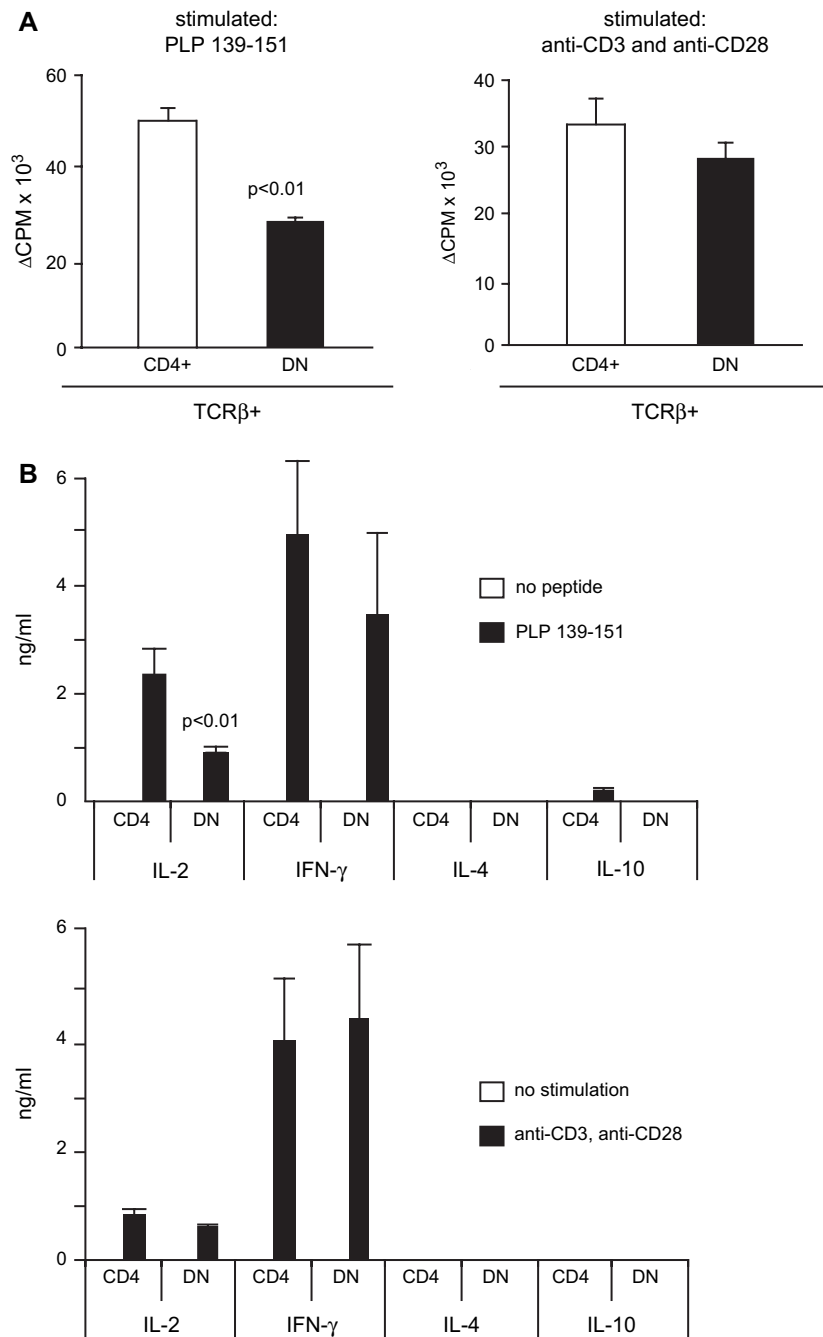 A
stimulated:
PLP 139-151
60
40
20
0
ΔCPM x 10³
p<0.01
CD4+ DN
TCRβ+
stimulated:
anti-CD3 and anti-CD28
40
30
20
10
0
ΔCPM x 10³
CD4+ DN
TCRβ+
B
6
4
2
0
ng/ml
p<0.01
no peptide
PLP 139-151
CD4 DN CD4 DN CD4 DN CD4 DN
IL-2 IFN-γ IL-4 IL-10
6
4
2
0
ng/ml
no stimulation
anti-CD3, anti-CD28
CD4 DN CD4 DN CD4 DN CD4 DN
IL-2 IFN-γ IL-4 IL-10